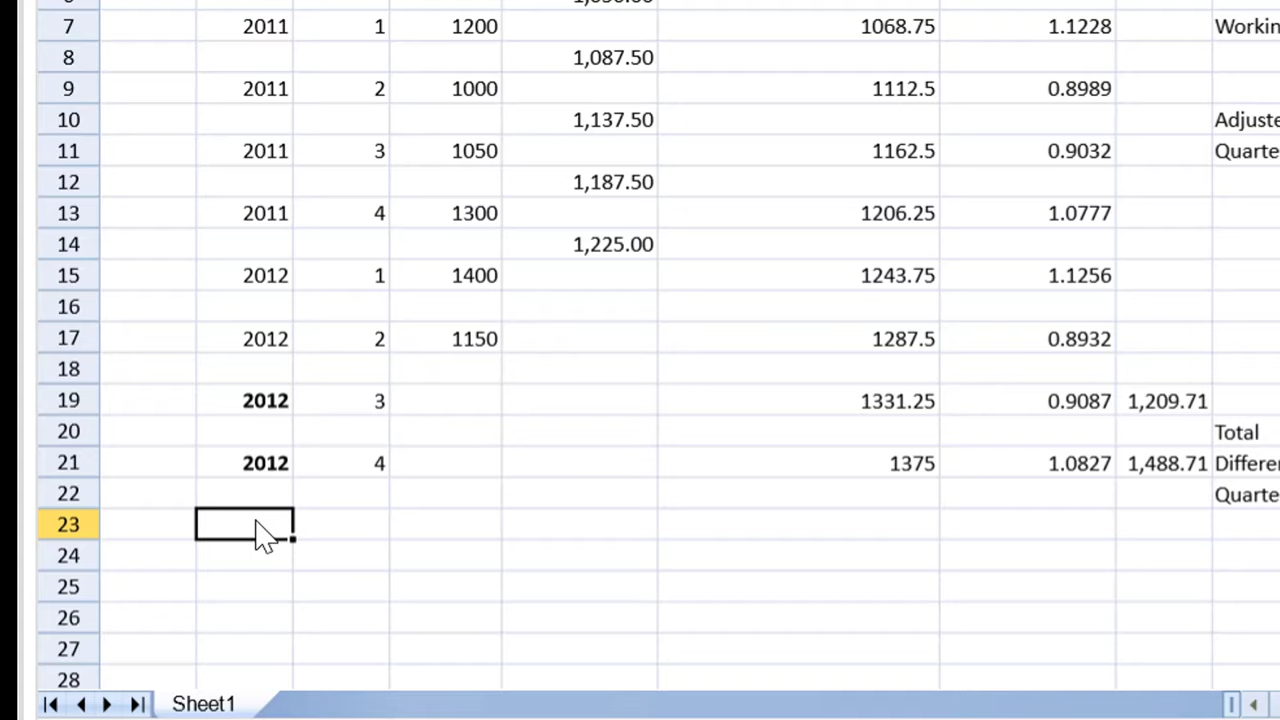 6 1,050.00
7 2011 1 1200 1068.75 1.1228 Workin
8 1,087.50
9 2011 2 1000 1112.5 0.8989
10 1,137.50 Adjuste
11 2011 3 1050 1162.5 0.9032 Quarte
12 1,187.50
13 2011 4 1300 1206.25 1.0777
14 1,225.00
15 2012 1 1400 1243.75 1.1256
16
17 2012 2 1150 1287.5 0.8932
18
19 2012 3 1331.25 0.9087 1,209.71
20 Total
21 2012 4 1375 1.0827 1,488.71 Differe
22 Quarte
23
24
25
26
27
28
Sheet1